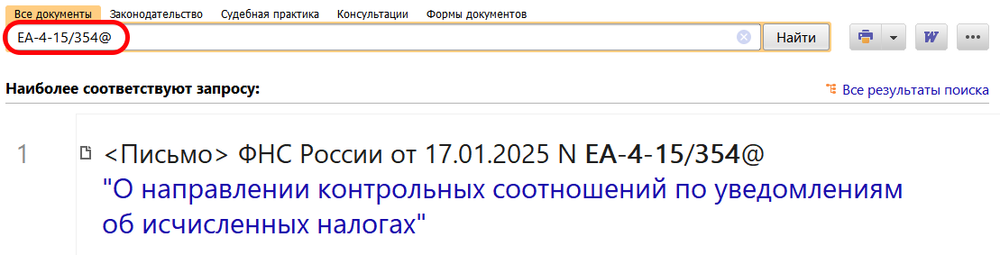 Все документы Законодательство Судебная практика Консультации Формы документов
ЕА-4-15/354@ Найти W
Наиболее соответствуют запросу: Все результаты поиска
1 <Письмо> ФНС России от 17.01.2025 N ЕА-4-15/354@
"О направлении контрольных соотношений по уведомлениям
об исчисленных налогах"